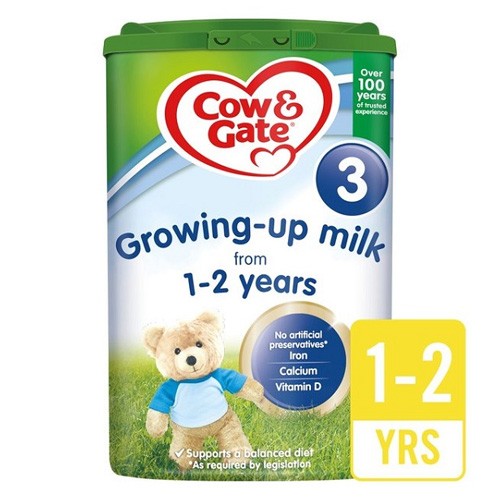 Cow&
Gate
Over
100
years
of trusted
experience
3
Growing-up milk
from
1-2 years
No artificial
preservatives*
Iron
Calcium
Vitamin D
✓Supports a balanced diet
*As required by legislation
1-2
YRS